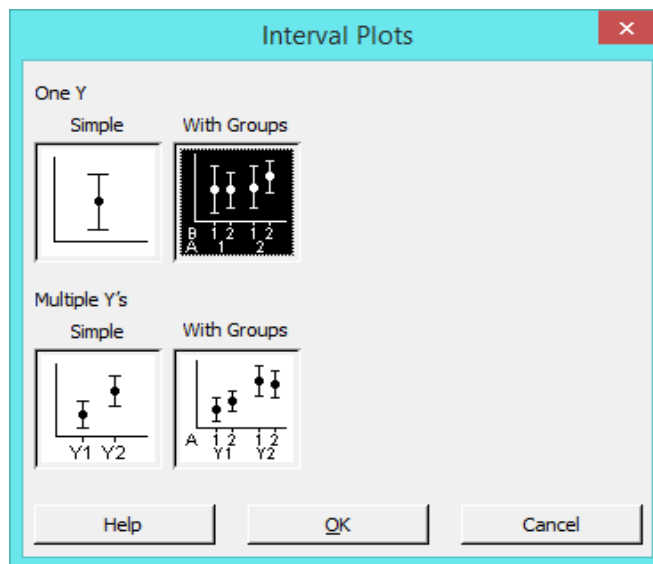 Interval Plots
One Y
Simple With Groups
B 1 2 1 2
A 1 2
Multiple Y's
Simple With Groups
Y1 Y2
A 1 2 1 2
Y1 Y2
Help OK Cancel